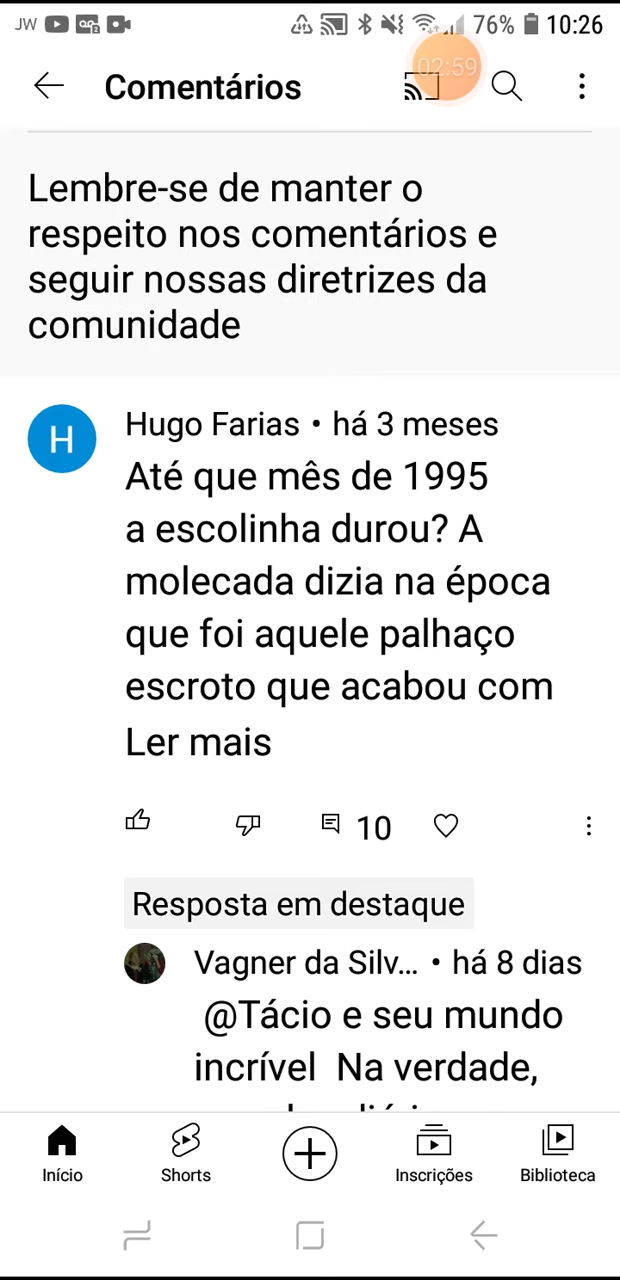 JW 76% 10:26
02:59
Comentários
Lembre-se de manter o
respeito nos comentários e
seguir nossas diretrizes da
comunidade
H
Hugo Farias • há 3 meses
Até que mês de 1995
a escolinha durou? A
molecada dizia na época
que foi aquele palhaço
escroto que acabou com
Ler mais
10
Resposta em destaque
Vagner da Silv... • há 8 dias
@Tácio e seu mundo
incrível Na verdade,
Início Shorts Inscrições Biblioteca